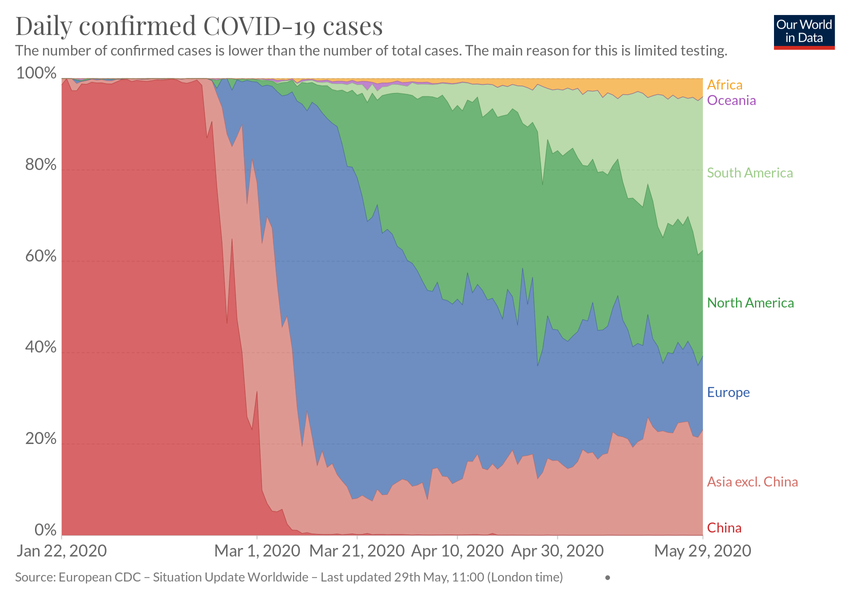 Daily confirmed COVID-19 cases
Our World
in Data
The number of confirmed cases is lower than the number of total cases. The main reason for this is limited testing.
100%
Africa
Oceania
80%
South America
60%
North America
40%
Europe
20%
Asia excl. China
China
0%
Jan 22, 2020
Mar 1, 2020
Mar 21, 2020
Apr 10, 2020
Apr 30, 2020
May 29, 2020
Source: European CDC – Situation Update Worldwide – Last updated 29th May, 11:00 (London time)